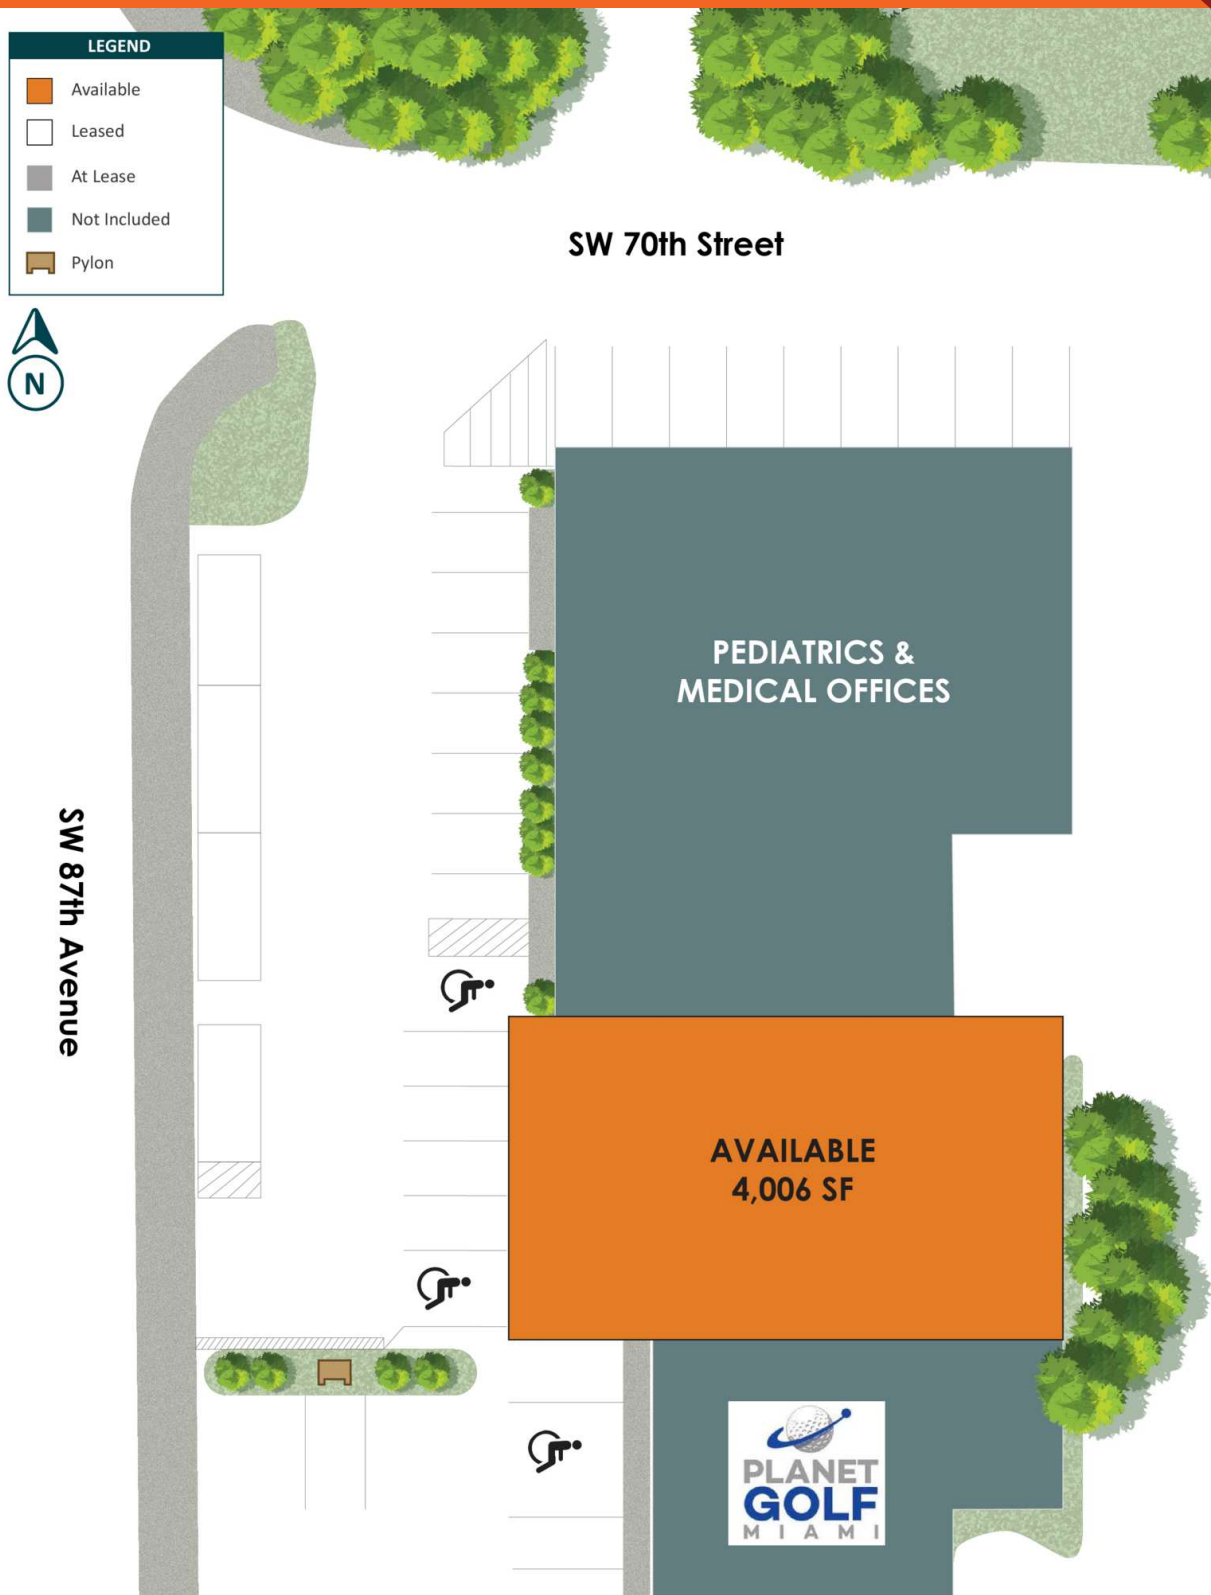 LEGEND
Available
Leased
At Lease
Not Included
Pylon
N
SW 70th Street
SW 87th Avenue
PEDIATRICS &
MEDICAL OFFICES
AVAILABLE
4,006 SF
PLANET
GOLF
MIAMI